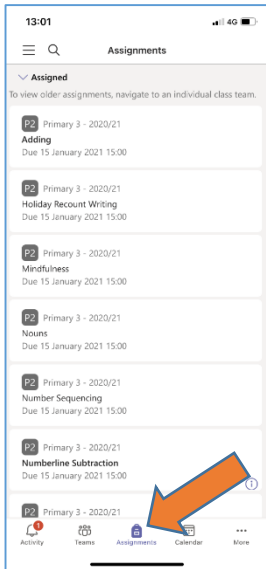 13:01
4G
Assignments
Assigned
To view older assignments, navigate to an individual class team.
P2 Primary 3 - 2020/21
Adding
Due 15 January 2021 15:00
P2 Primary 3 - 2020/21
Holiday Recount Writing
Due 15 January 2021 15:00
P2 Primary 3 - 2020/21
Mindfulness
Due 15 January 2021 15:00
P2 Primary 3 - 2020/21
Nouns
Due 15 January 2021 15:00
P2 Primary 3 - 2020/21
Number Sequencing
Due 15 January 2021 15:00
P2 Primary 3 - 2020/21
Numberline Subtraction
Due 15 January 2021 15:00
P2 Primary 3 - 2020/21
Activity Teams Assignments Calendar More